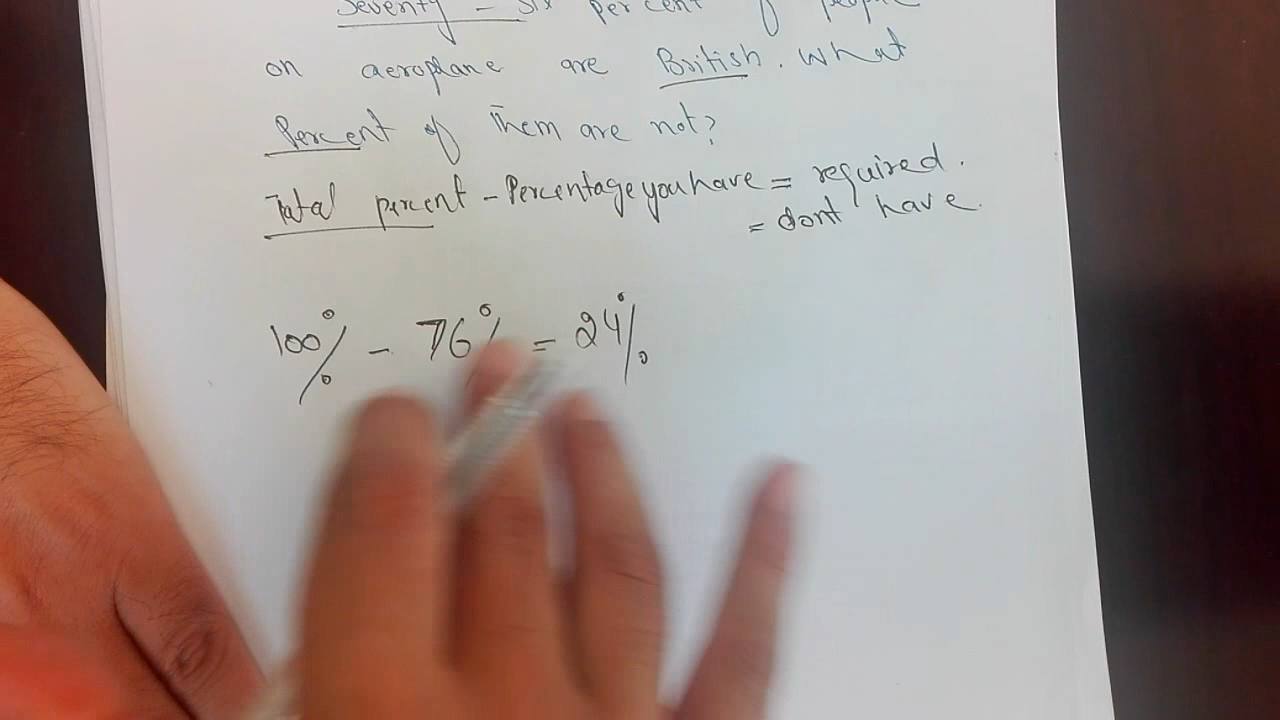 Seventy - six percent of people
on aeroplane are British. What
Percent of Them are not?
Total percent - Percentage you have = required.
= dont have.
100% - 76% = 24%